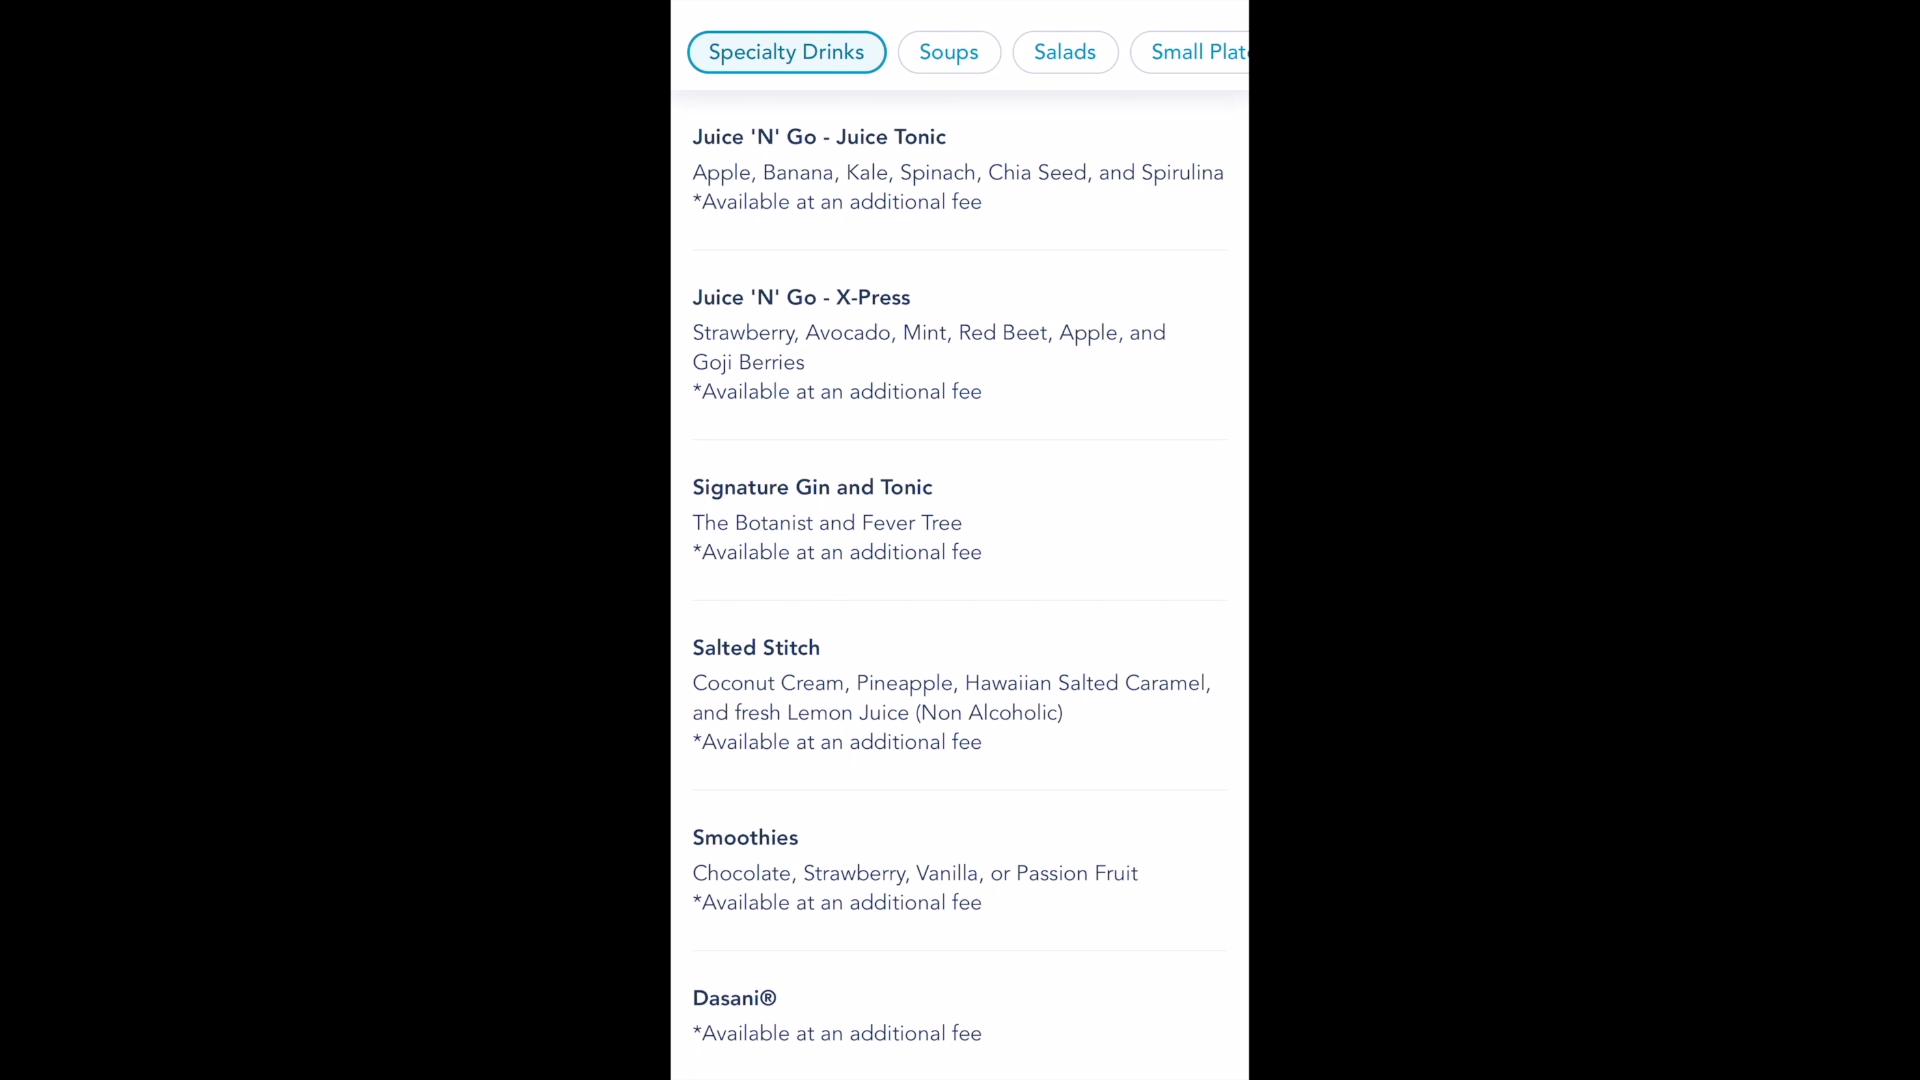 Specialty Drinks
Soups
Salads
Small Plat
Juice 'N' Go - Juice Tonic
Apple, Banana, Kale, Spinach, Chia Seed, and Spirulina
*Available at an additional fee
Juice 'N' Go - X-Press
Strawberry, Avocado, Mint, Red Beet, Apple, and
Goji Berries
*Available at an additional fee
Signature Gin and Tonic
The Botanist and Fever Tree
*Available at an additional fee
Salted Stitch
Coconut Cream, Pineapple, Hawaiian Salted Caramel,
and fresh Lemon Juice (Non Alcoholic)
*Available at an additional fee
Smoothies
Chocolate, Strawberry, Vanilla, or Passion Fruit
*Available at an additional fee
Dasani®
*Available at an additional fee